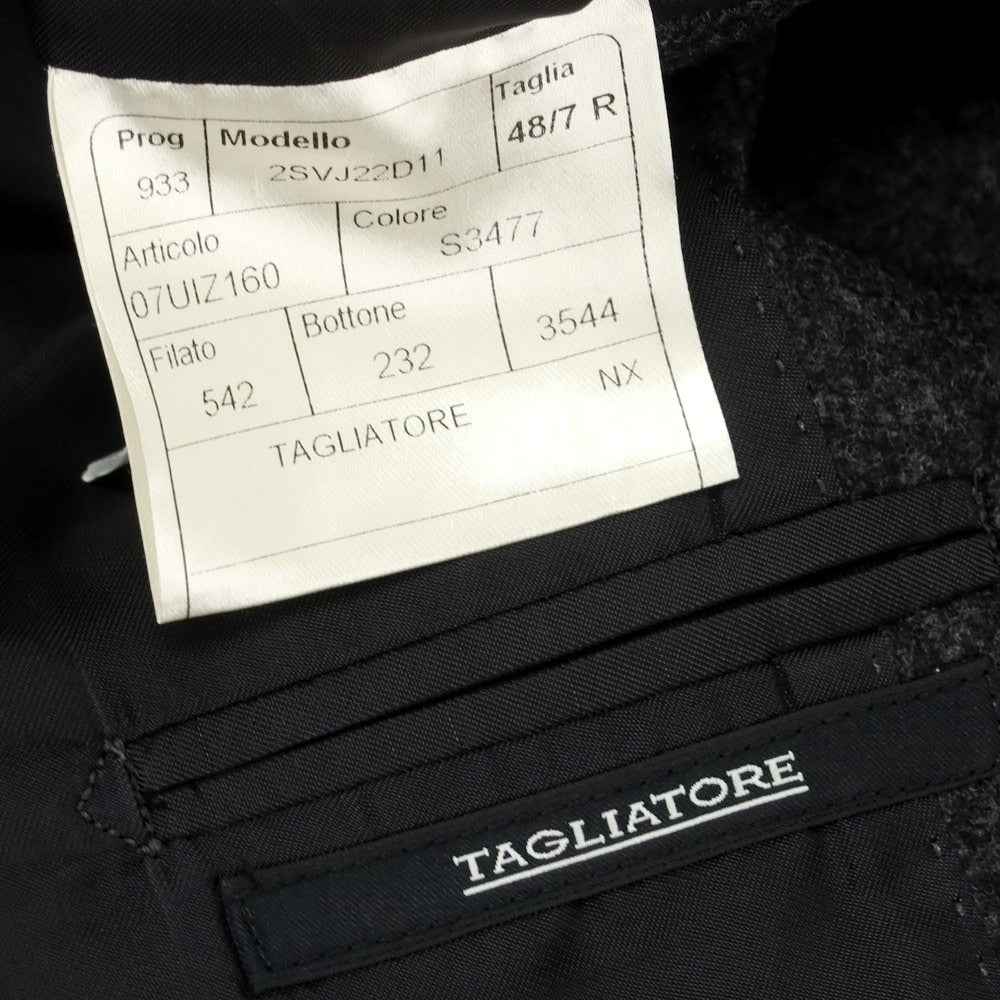 Prog Modello Taglia
933 2SVJ22D11 48/7 R
Articolo Colore
07UIZ160 S3477
Filato Bottone
542 232 3544
TAGLIATORE NX
TAGLIATORE